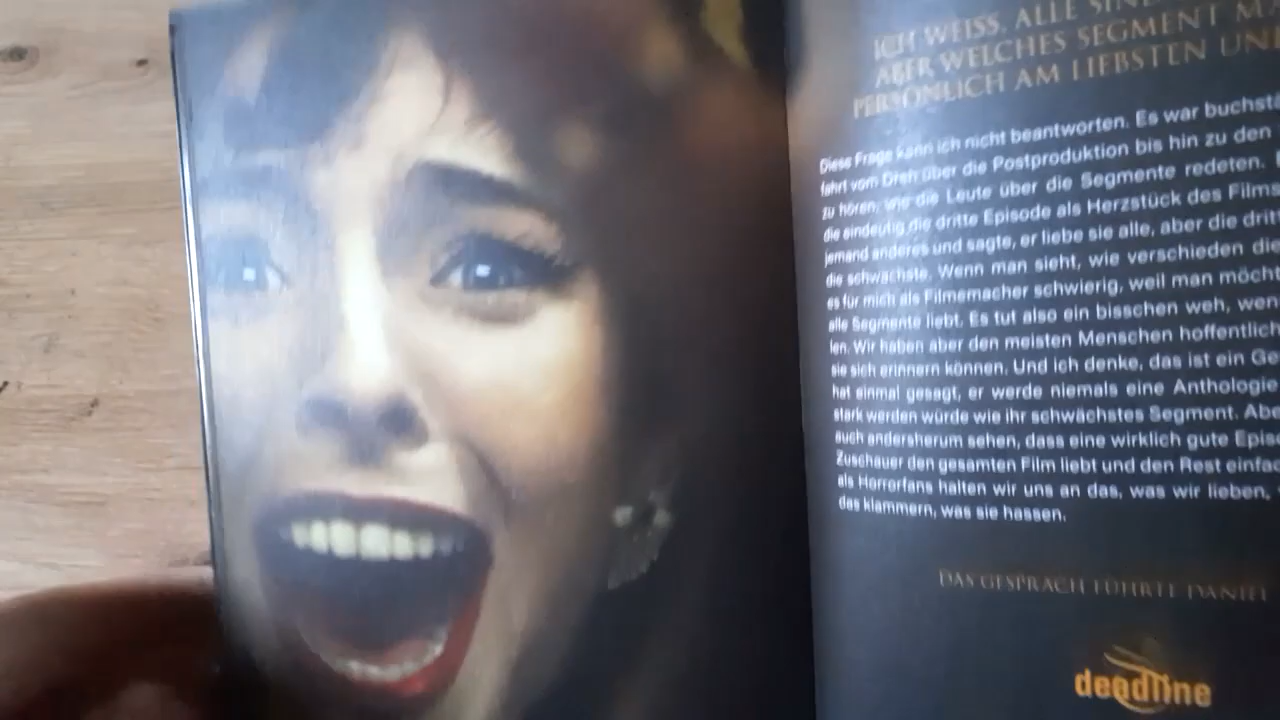 ICH WEISS, ALLE SIND
ABER WELCHES SEGMENT MA
PERSÖNLICH AM LIEBSTEN UND
Diese Frage kann ich nicht beantworten. Es war buchstä
fahrt vom Dreh über die Postproduktion bis hin zu den
zu hören, wie die Leute über die Segmente redeten.
die eindeutig die dritte Episode als Herzstück des Films
jemand anderes und sagte, er liebe sie alle, aber die dritt
die schwächste. Wenn man sieht, wie verschieden die
es für mich als Filmemacher schwierig, weil man möcht
alle Segmente liebt. Es tut also ein bisschen weh, wen
len. Wir haben aber den meisten Menschen hoffentlich
sie sich erinnern können. Und ich denke, das ist ein Ge
hat einmal gesagt, er werde niemals eine Anthologie
stark werden würde wie ihr schwächstes Segment. Abe
auch andersherum sehen, dass eine wirklich gute Epis
Zuschauer den gesamten Film liebt und den Rest einfac
als Horrorfans halten wir uns an das, was wir lieben,
das klammern, was sie hassen.
DAS GESPRÄCH FÜHRTE DANIEL
deadline